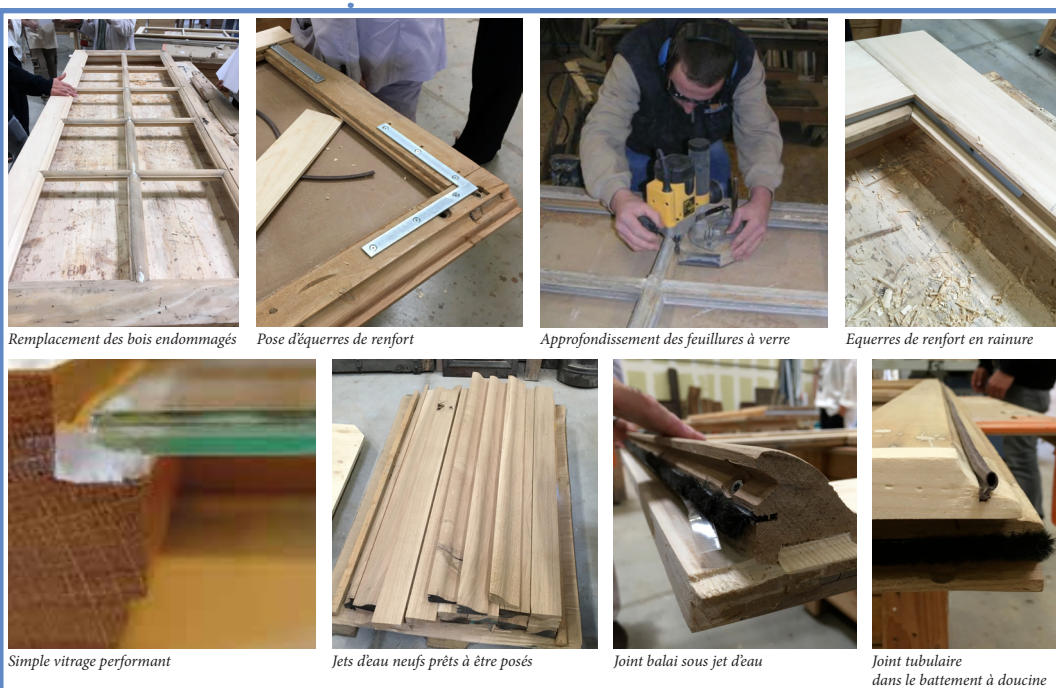 Remplacement des bois endommagés
Pose d'équerres de renfort
Approfondissement des feuillures à verre
Equerres de renfort en rainure
Simple vitrage performant
Jets d'eau neufs prêts à être posés
Joint balai sous jet d'eau
Joint tubulaire
dans le battement à doucine